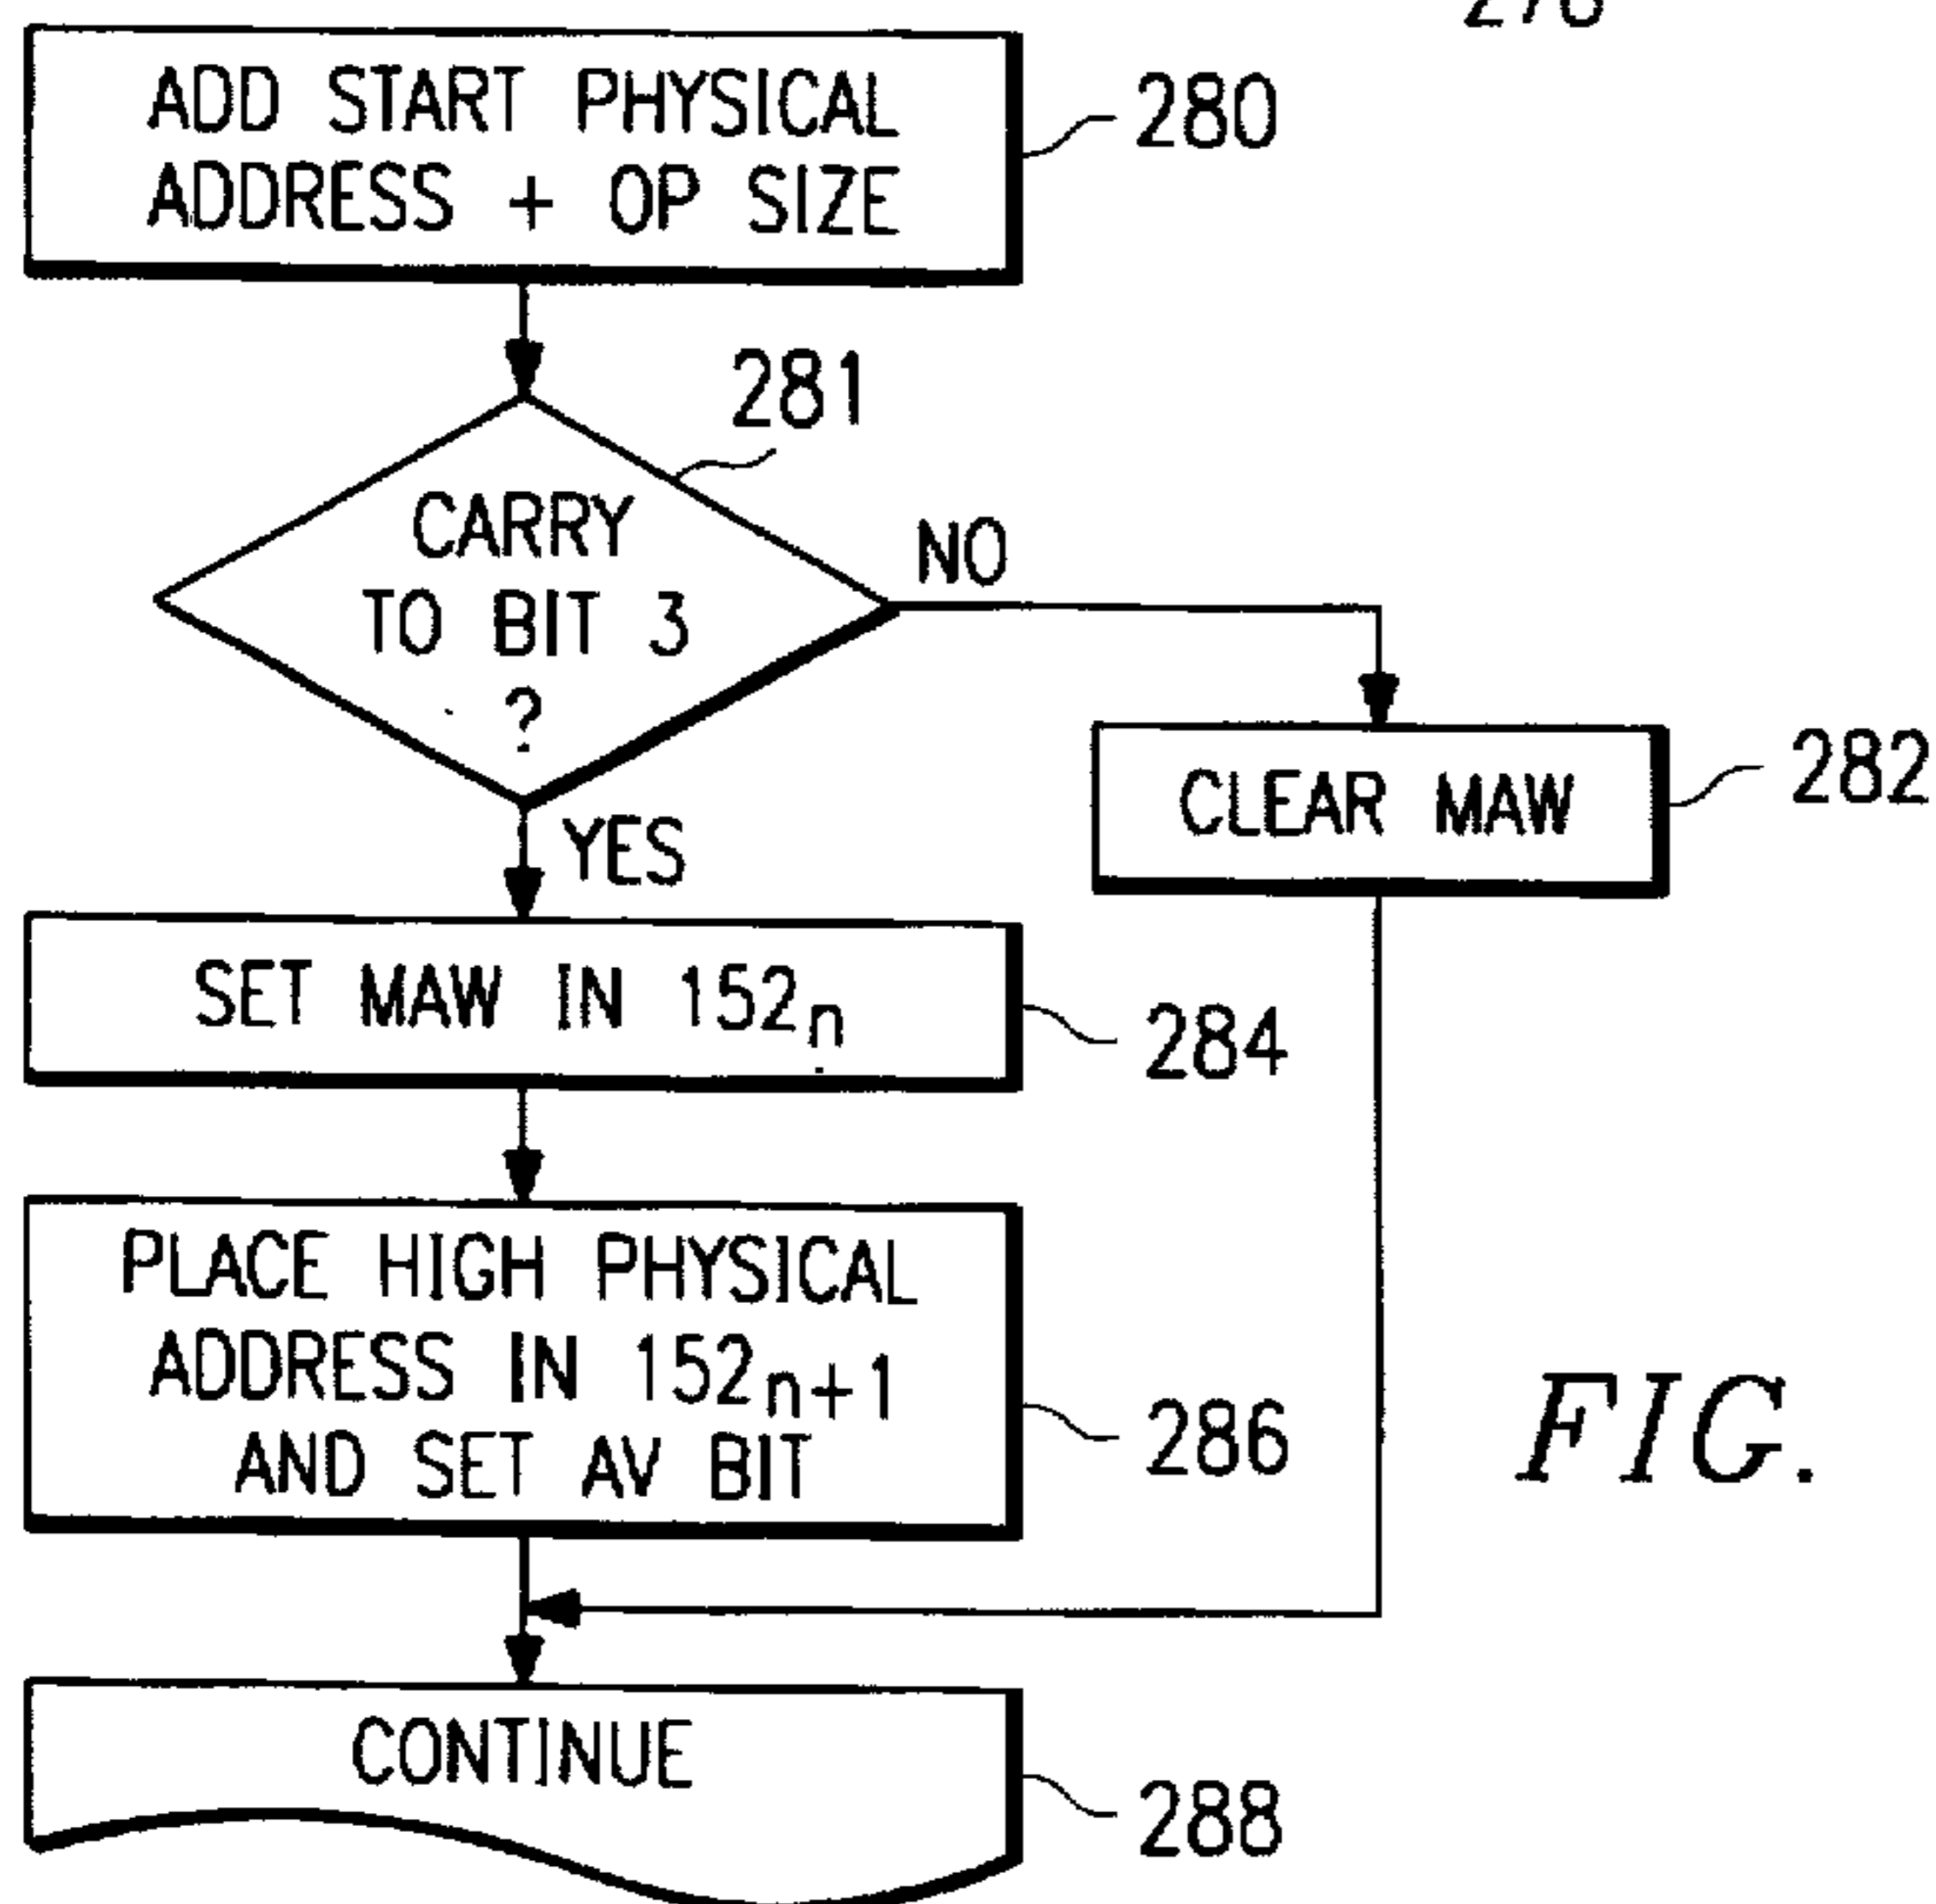 ADD START PHYSICAL
ADDRESS + OP SIZE
280
281
CARRY
TO BIT 3
?
NO
YES
CLEAR MAW
282
SET MAW IN 152n
284
PLACE HIGH PHYSICAL
ADDRESS IN 152n+1
AND SET AV BIT
286
FIG.
CONTINUE
288